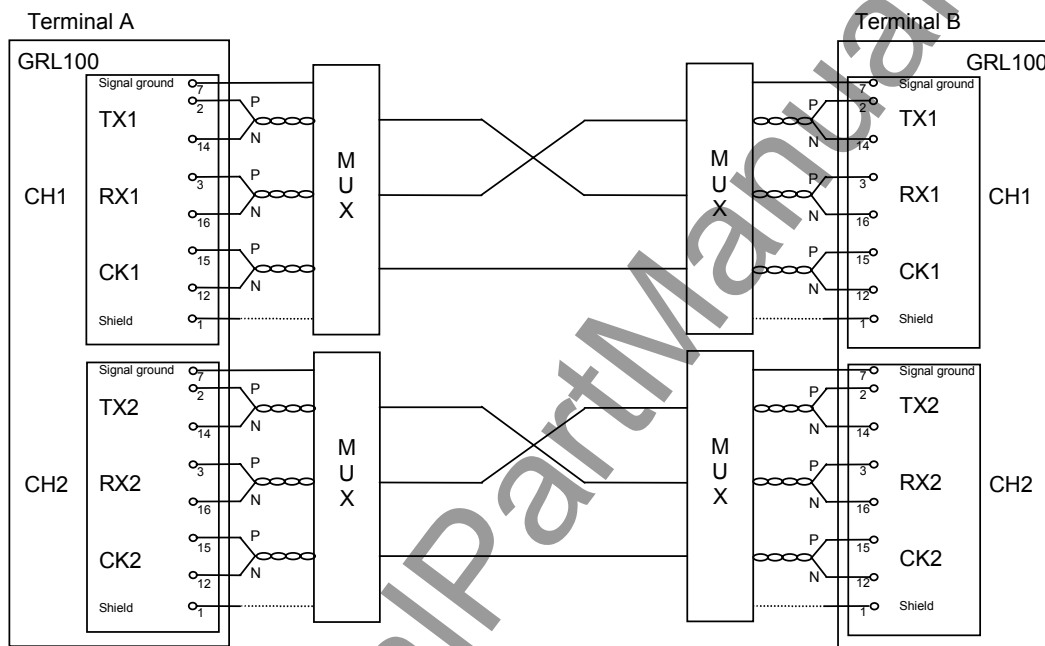 Terminal A
Terminal B
GRL100
GRL100
Signal ground
7
2
P
TX1
N
14
3
P
CH1
RX1
N
16
15
P
CK1
N
12
Shield
1
M
U
X
M
U
X
Signal ground
7
P
2
TX1
N
14
P
3
RX1
CH1
N
16
P
15
CK1
N
12
Shield
1
Signal ground
7
2
P
TX2
N
14
3
P
CH2
RX2
N
16
15
P
CK2
N
12
Shield
1
M
U
X
M
U
X
Signal ground
7
P
2
TX2
N
14
P
3
RX2
CH2
N
16
P
15
CK2
N
12
Shield
1
lPartManual